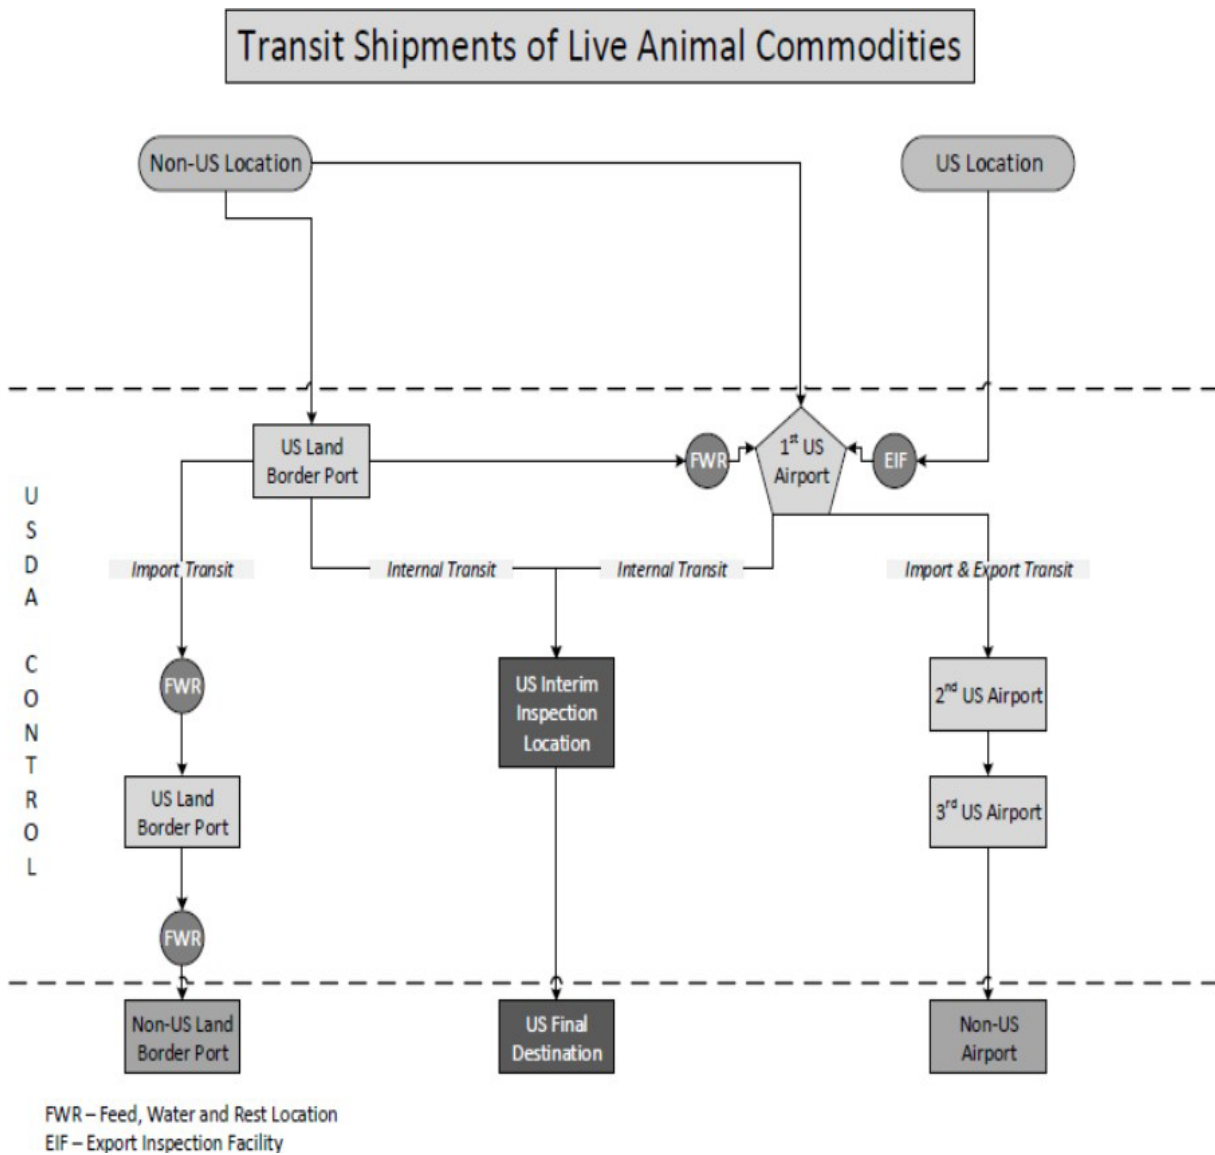 Transit Shipments of Live Animal Commodities
Non-US Location
US Location
US Land
Border Port
FWR
1st US
Airport
EIF
USDA CONTROL
Import Transit
Internal Transit
Internal Transit
Import & Export Transit
FWR
US Interim
Inspection
Location
2nd US Airport
US Land
Border Port
3rd US Airport
FWR
Non-US Land
Border Port
US Final
Destination
Non-US
Airport
FWR – Feed, Water and Rest Location
EIF – Export Inspection Facility